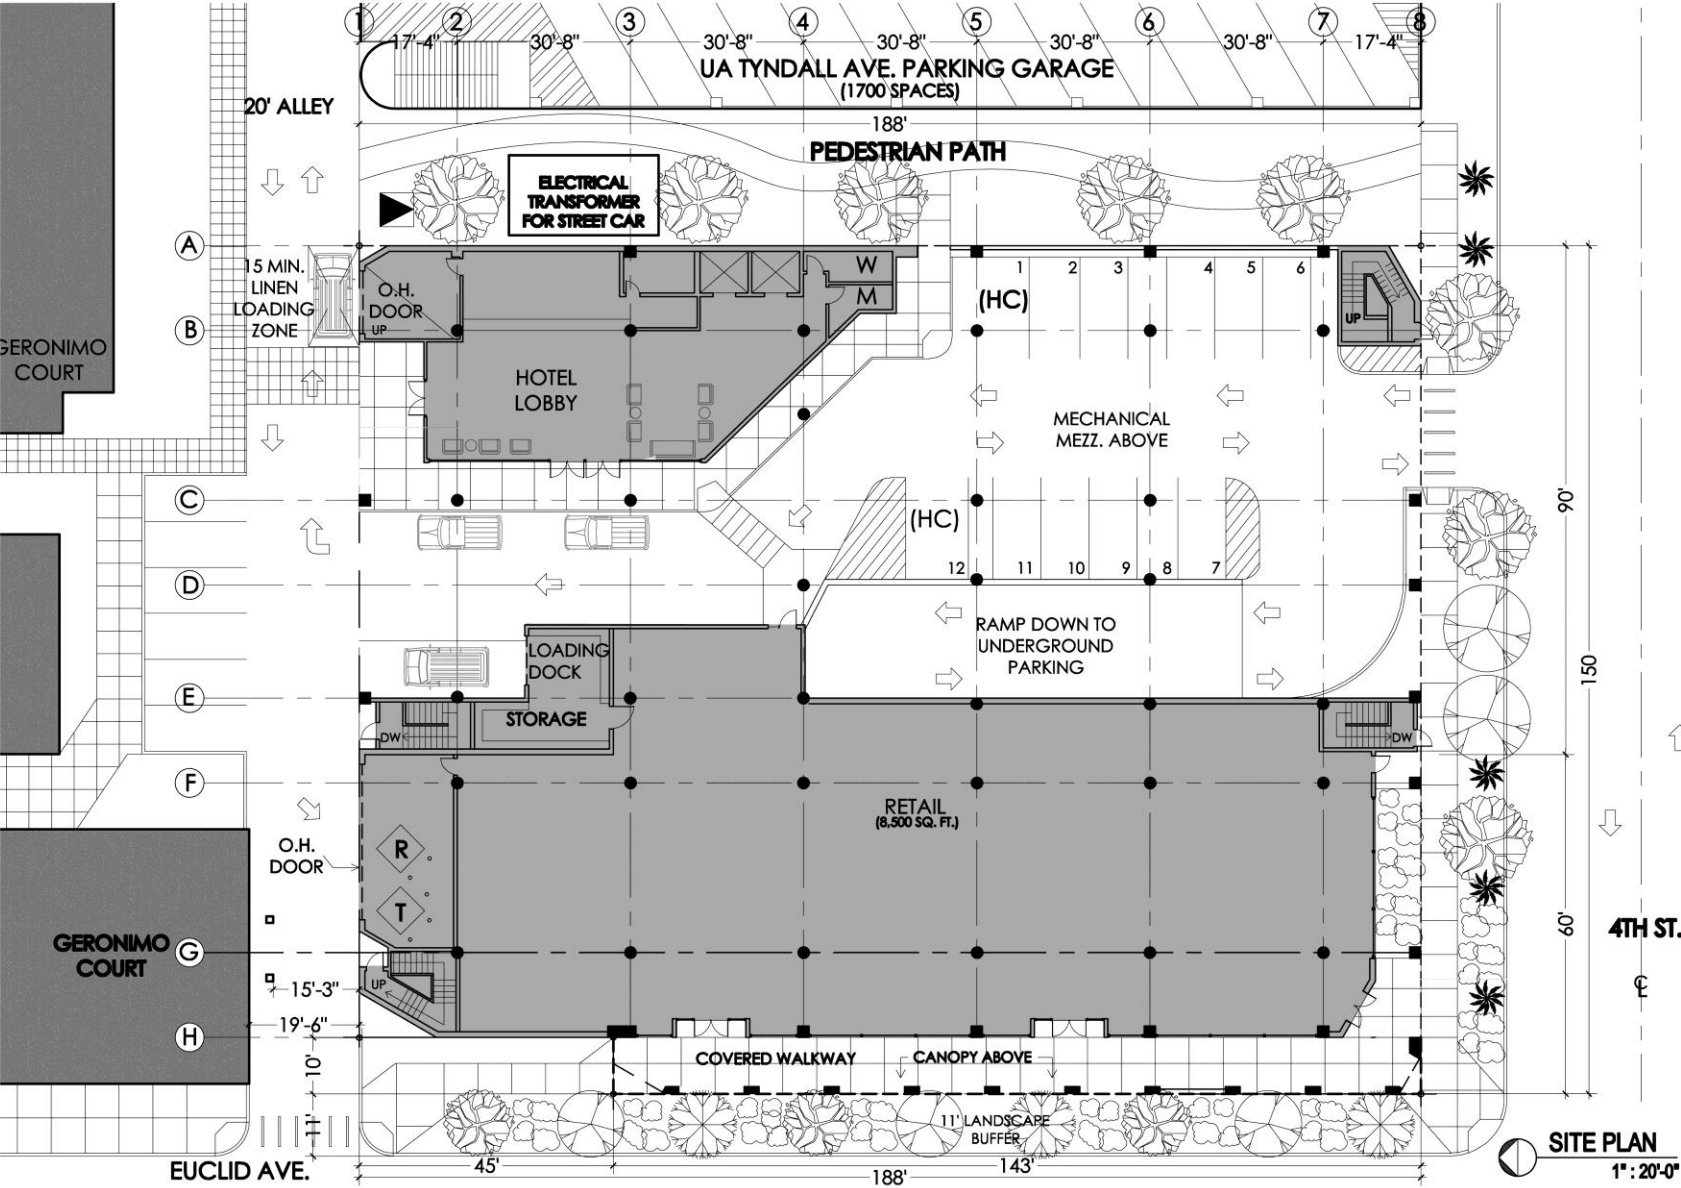 1 2 3 4 5 6 7 8
17'-4" 30'-8" 30'-8" 30'-8" 30'-8" 30'-8" 17'-4"
UA TYNDALL AVE. PARKING GARAGE
(1700 SPACES)
20' ALLEY
188'
PEDESTRIAN PATH
ELECTRICAL
TRANSFORMER
FOR STREET CAR
A
15 MIN.
LINEN
LOADING
ZONE
O.H.
DOOR
UP
W
M
1 2 3 4 5 6
(HC)
UP
B
GERONIMO
COURT
HOTEL
LOBBY
MECHANICAL
MEZZ. ABOVE
C
90'
(HC)
12 11 10 9 8 7
D
RAMP DOWN TO
UNDERGROUND
PARKING
150
LOADING
DOCK
E
STORAGE
DW
DW
F
RETAIL
(8,500 SQ. FT.)
O.H.
DOOR
R
T
GERONIMO
COURT
G
60'
4TH ST.
UP
15'-3"
19'-6"
H
10'
COVERED WALKWAY
CANOPY ABOVE
11' LANDSCAPE
BUFFER
11'
EUCLID AVE.
45'
143'
188'
SITE PLAN
1" : 20'-0"